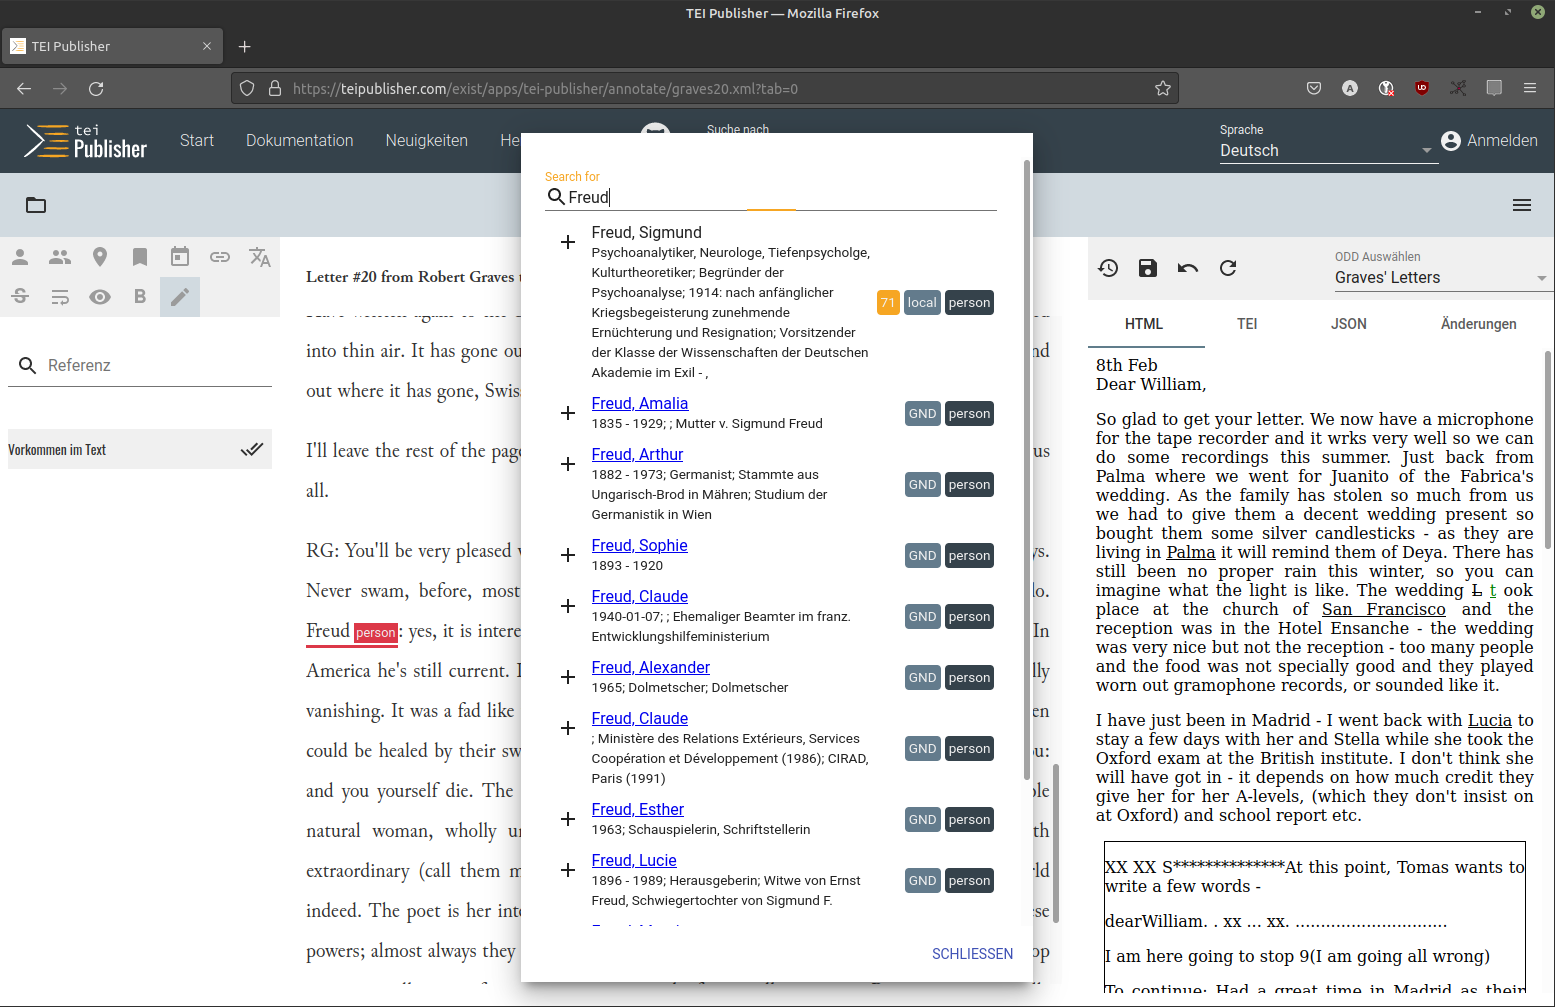 TEI Publisher — Mozilla Firefox
TEI Publisher
https://teipublisher.com/exist/apps/tei-publisher/annotate/graves20.xml?tab=0
tei
Publisher
Start
Dokumentation
Neuigkeiten
He
Suche nach
Sprache
Deutsch
Anmelden
Referenz
Vorkommen im Text
Letter #20 from Robert Graves
into thin air. It has gone
nd
out where it has gone,
I'll leave the rest of the
us
all.
RG: You'll be very pleased
ys.
Never swam, before, most
lo.
Freud person: yes, it is
In
America he's still current.
lly
vanishing. It was a fad like
en
could be healed by their
ou:
and you yourself die. The
ole
natural woman, wholly
th
extraordinary (call them
rld
indeed. The poet is her
ese
powers; almost always they
op
Search for
Freud
Freud, Sigmund
Psychoanalytiker, Neurologe, Tiefenpsycholge,
Kulturtheoretiker; Begründer der
Psychoanalyse; 1914: nach anfänglicher
Kriegsbegeisterung zunehmende
Ernüchterung und Resignation; Vorsitzender
der Klasse der Wissenschaften der Deutschen
Akademie im Exil - ,
71 local person
Freud, Amalia
1835 - 1929; ; Mutter v. Sigmund Freud
GND person
Freud, Arthur
1882 - 1973; Germanist; Stammte aus
Ungarisch-Brod in Mähren; Studium der
Germanistik in Wien
GND person
Freud, Sophie
1893 - 1920
GND person
Freud, Claude
1940-01-07; ; Ehemaliger Beamter im franz.
Entwicklungshilfeministerium
GND person
Freud, Alexander
1965; Dolmetscher; Dolmetscher
GND person
Freud, Claude
; Ministère des Relations Extérieurs, Services
Coopération et Développement (1986); CIRAD,
Paris (1991)
GND person
Freud, Esther
1963; Schauspielerin, Schriftstellerin
GND person
Freud, Lucie
1896 - 1989; Herausgeberin; Witwe von Ernst
Freud, Schwiegertochter von Sigmund F.
GND person
SCHLIESSEN
ODD Auswählen
Graves' Letters
HTML
TEI
JSON
Änderungen
8th Feb
Dear William,
So glad to get your letter. We now have a microphone
for the tape recorder and it wrks very well so we can
do some recordings this summer. Just back from
Palma where we went for Juanito of the Fabrica's
wedding. As the family has stolen so much from us
we had to give them a decent wedding present so
bought them some silver candlesticks - as they are
living in Palma it will remind them of Deya. There has
still been no proper rain this winter, so you can
imagine what the light is like. The wedding L t ook
place at the church of San Francisco and the
reception was in the Hotel Ensanche - the wedding
was very nice but not the reception - too many people
and the food was not specially good and they played
worn out gramophone records, or sounded like it.
I have just been in Madrid - I went back with Lucia to
stay a few days with her and Stella while she took the
Oxford exam at the British institute. I don't think she
will have got in - it depends on how much credit they
give her for her A-levels, (which they don't insist on
at Oxford) and school report etc.
XX XX S**************At this point, Tomas wants to
write a few words -
dearWilliam. . xx ... xx. .............................
I am here going to stop 9(I am going all wrong)
To continue: Had a great time in Madrid as their